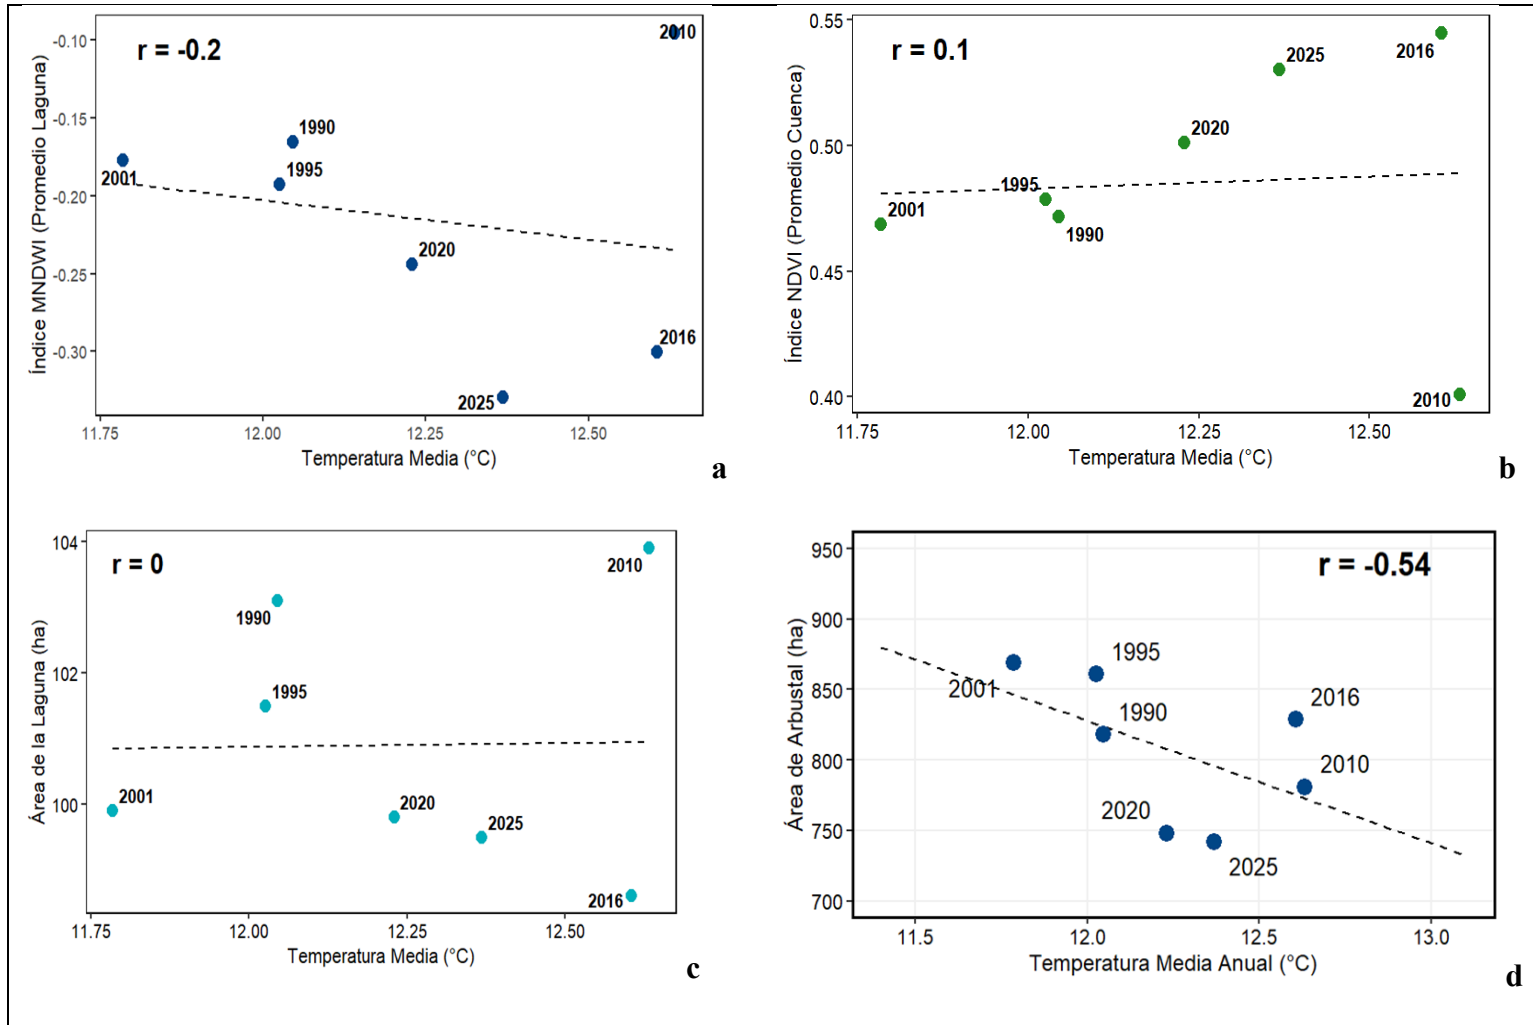 r = -0.2
Índice MNDWI (Promedio Laguna)
-0.10
-0.15
-0.20
-0.25
-0.30
2010
1990
1995
2001
2020
2016
2025
11.75 12.00 12.25 12.50
Temperatura Media (°C)
a
r = 0.1
Índice NDVI (Promedio Cuenca)
0.55
0.50
0.45
0.40
2016
2025
2020
1995
2001
1990
2010
11.75 12.00 12.25 12.50
Temperatura Media (°C)
b
r = 0
Área de la Laguna (ha)
104
102
100
2010
1990
1995
2001
2020
2025
2016
11.75 12.00 12.25 12.50
Temperatura Media (°C)
c
r = -0.54
Área de Arbustal (ha)
950
900
850
800
750
700
1995
2001
2016
1990
2010
2020
2025
11.5 12.0 12.5 13.0
Temperatura Media Anual (°C)
d